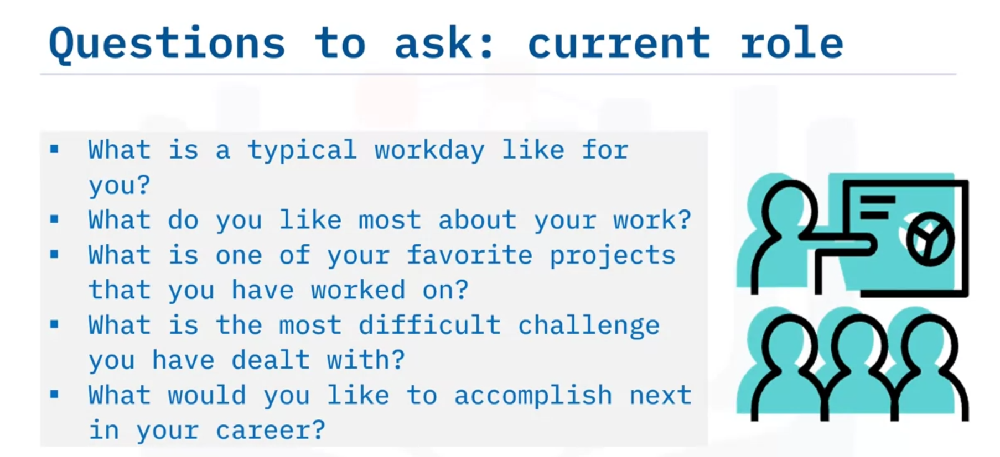 Questions to ask: current role
▪ What is a typical workday like for
you?
▪ What do you like most about your work?
▪ What is one of your favorite projects
that you have worked on?
▪ What is the most difficult challenge
you have dealt with?
▪ What would you like to accomplish next
in your career?